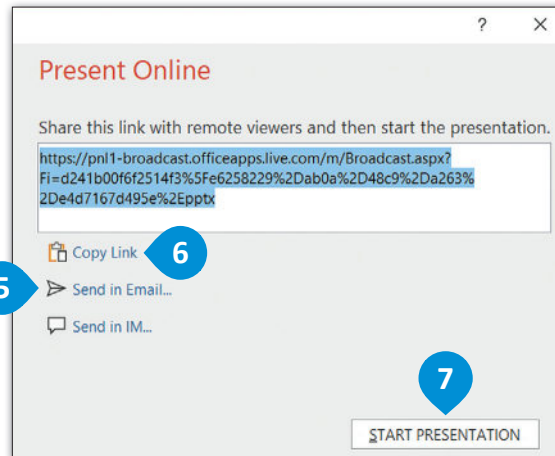 ?
Present Online
Share this link with remote viewers and then start the presentation.
https://pnl1-broadcast.officeapps.live.com/m/Broadcast.aspx?
Fi=d241b00f6f2514f3%5Fe6258229%2Dab0a%2D48c9%2Da263%
2De4d7167d495e%2Epptx
Copy Link 6
5 Send in Email...
Send in IM...
7
START PRESENTATION